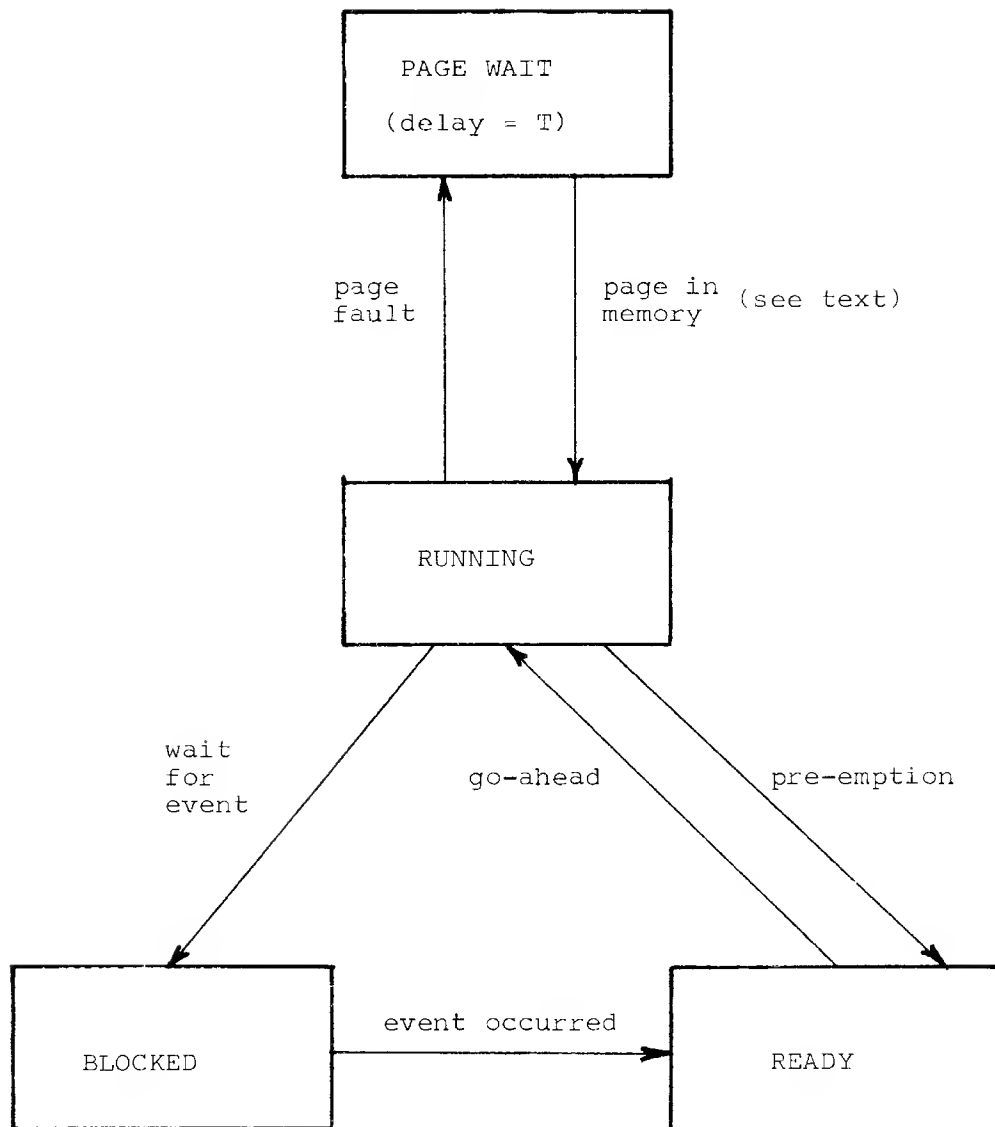 PAGE WAIT
(delay = T)
page
fault
page in
memory
(see text)
RUNNING
wait
for
event
go-ahead
pre-emption
event occurred
BLOCKED
READY